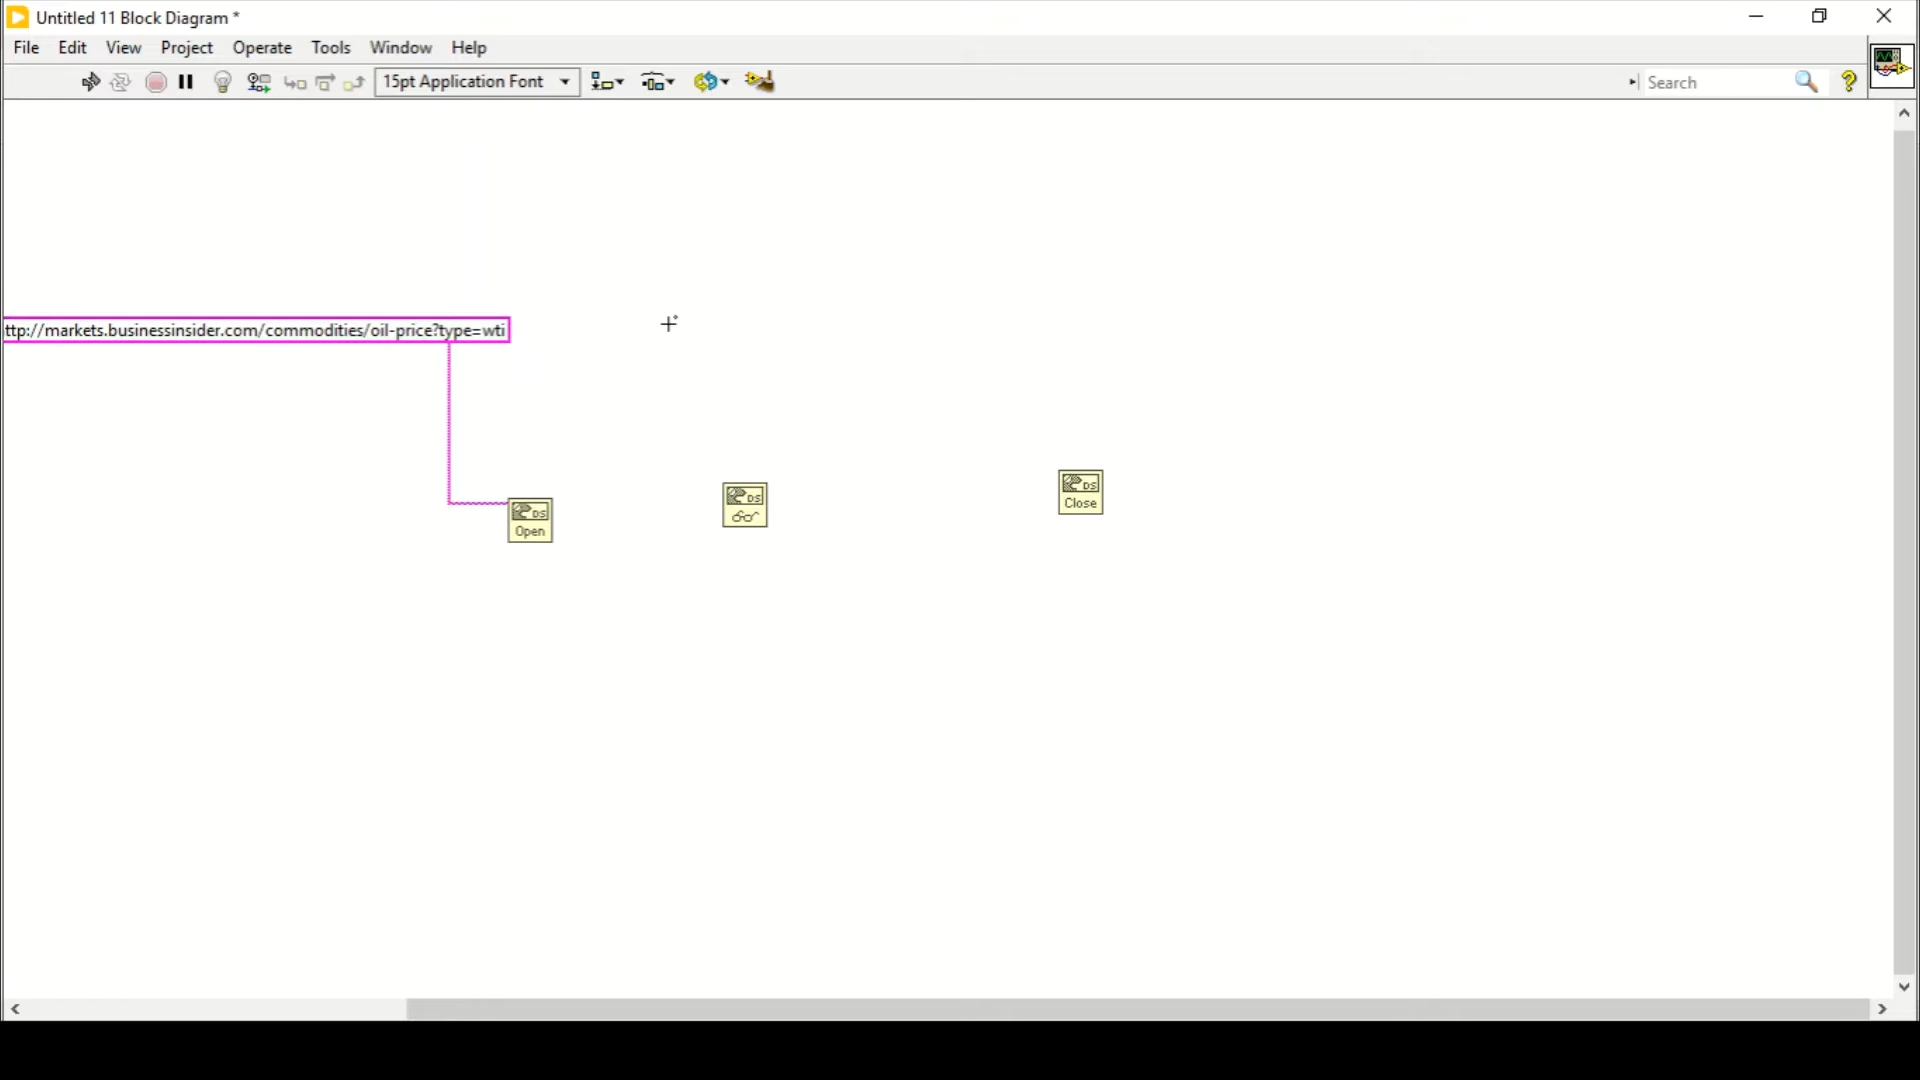 Untitled 11 Block Diagram *
File Edit View Project Operate Tools Window Help
15pt Application Font
Search
ttp://markets.businessinsider.com/commodities/oil-price?type=wti
DS
Open
DS
DS
Close